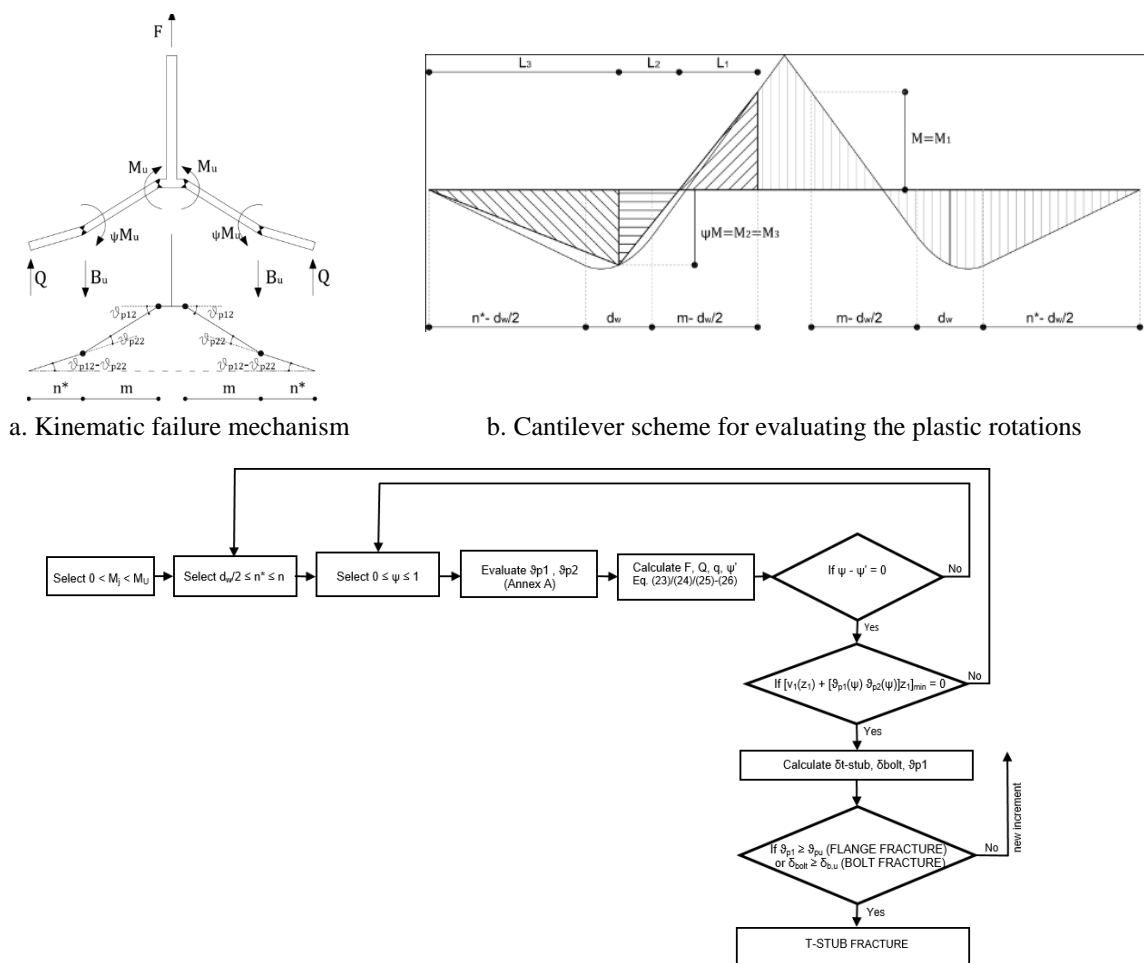 F
Mᵤ Mᵤ
ψMᵤ ψMᵤ
Q Bᵤ Bᵤ Q
ϑp12 ϑp12
ϑp22 ϑp22
ϑp12-ϑp22 ϑp12-ϑp22
n* m m n*
L₃ L₂ L₁
M=M₁
ψM=M₂=M₃
n*- dw/2 dw m- dw/2 m- dw/2 dw n*- dw/2
a. Kinematic failure mechanism
b. Cantilever scheme for evaluating the plastic rotations
Select 0 < Mj < MU
Select dw/2 ≤ n* ≤ n
Select 0 ≤ ψ ≤ 1
Evaluate ϑp1 , ϑp2
(Annex A)
Calculate F, Q, q, ψ'
Eq. (23)/(24)/(25)-(26)
If ψ - ψ' = 0
No
Yes
If [v₁(z₁) + [ϑp1(ψ) ϑp2(ψ)]z₁]min = 0
No
Yes
Calculate δt-stub, δbolt, ϑp1
If ϑp1 ≥ ϑpu (FLANGE FRACTURE)
or δbolt ≥ δb,u (BOLT FRACTURE)
No
new increment
Yes
T-STUB FRACTURE